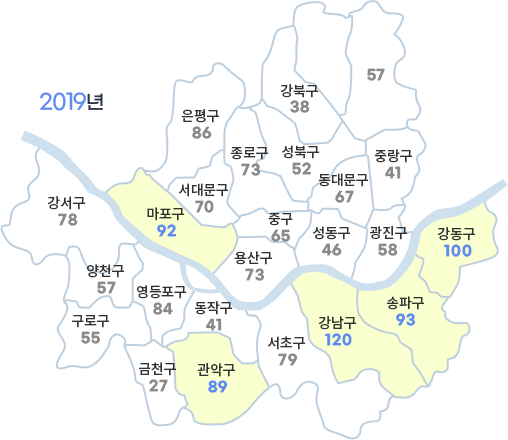 2019년
57
강북구
38
은평구
86
종로구
73
성북구
52
중랑구
41
동대문구
67
서대문구
70
강서구
78
마포구
92
중구
65
성동구
46
광진구
58
강동구
100
용산구
73
양천구
57
영등포구
84
동작구
41
송파구
93
강남구
120
구로구
55
서초구
79
금천구
27
관악구
89